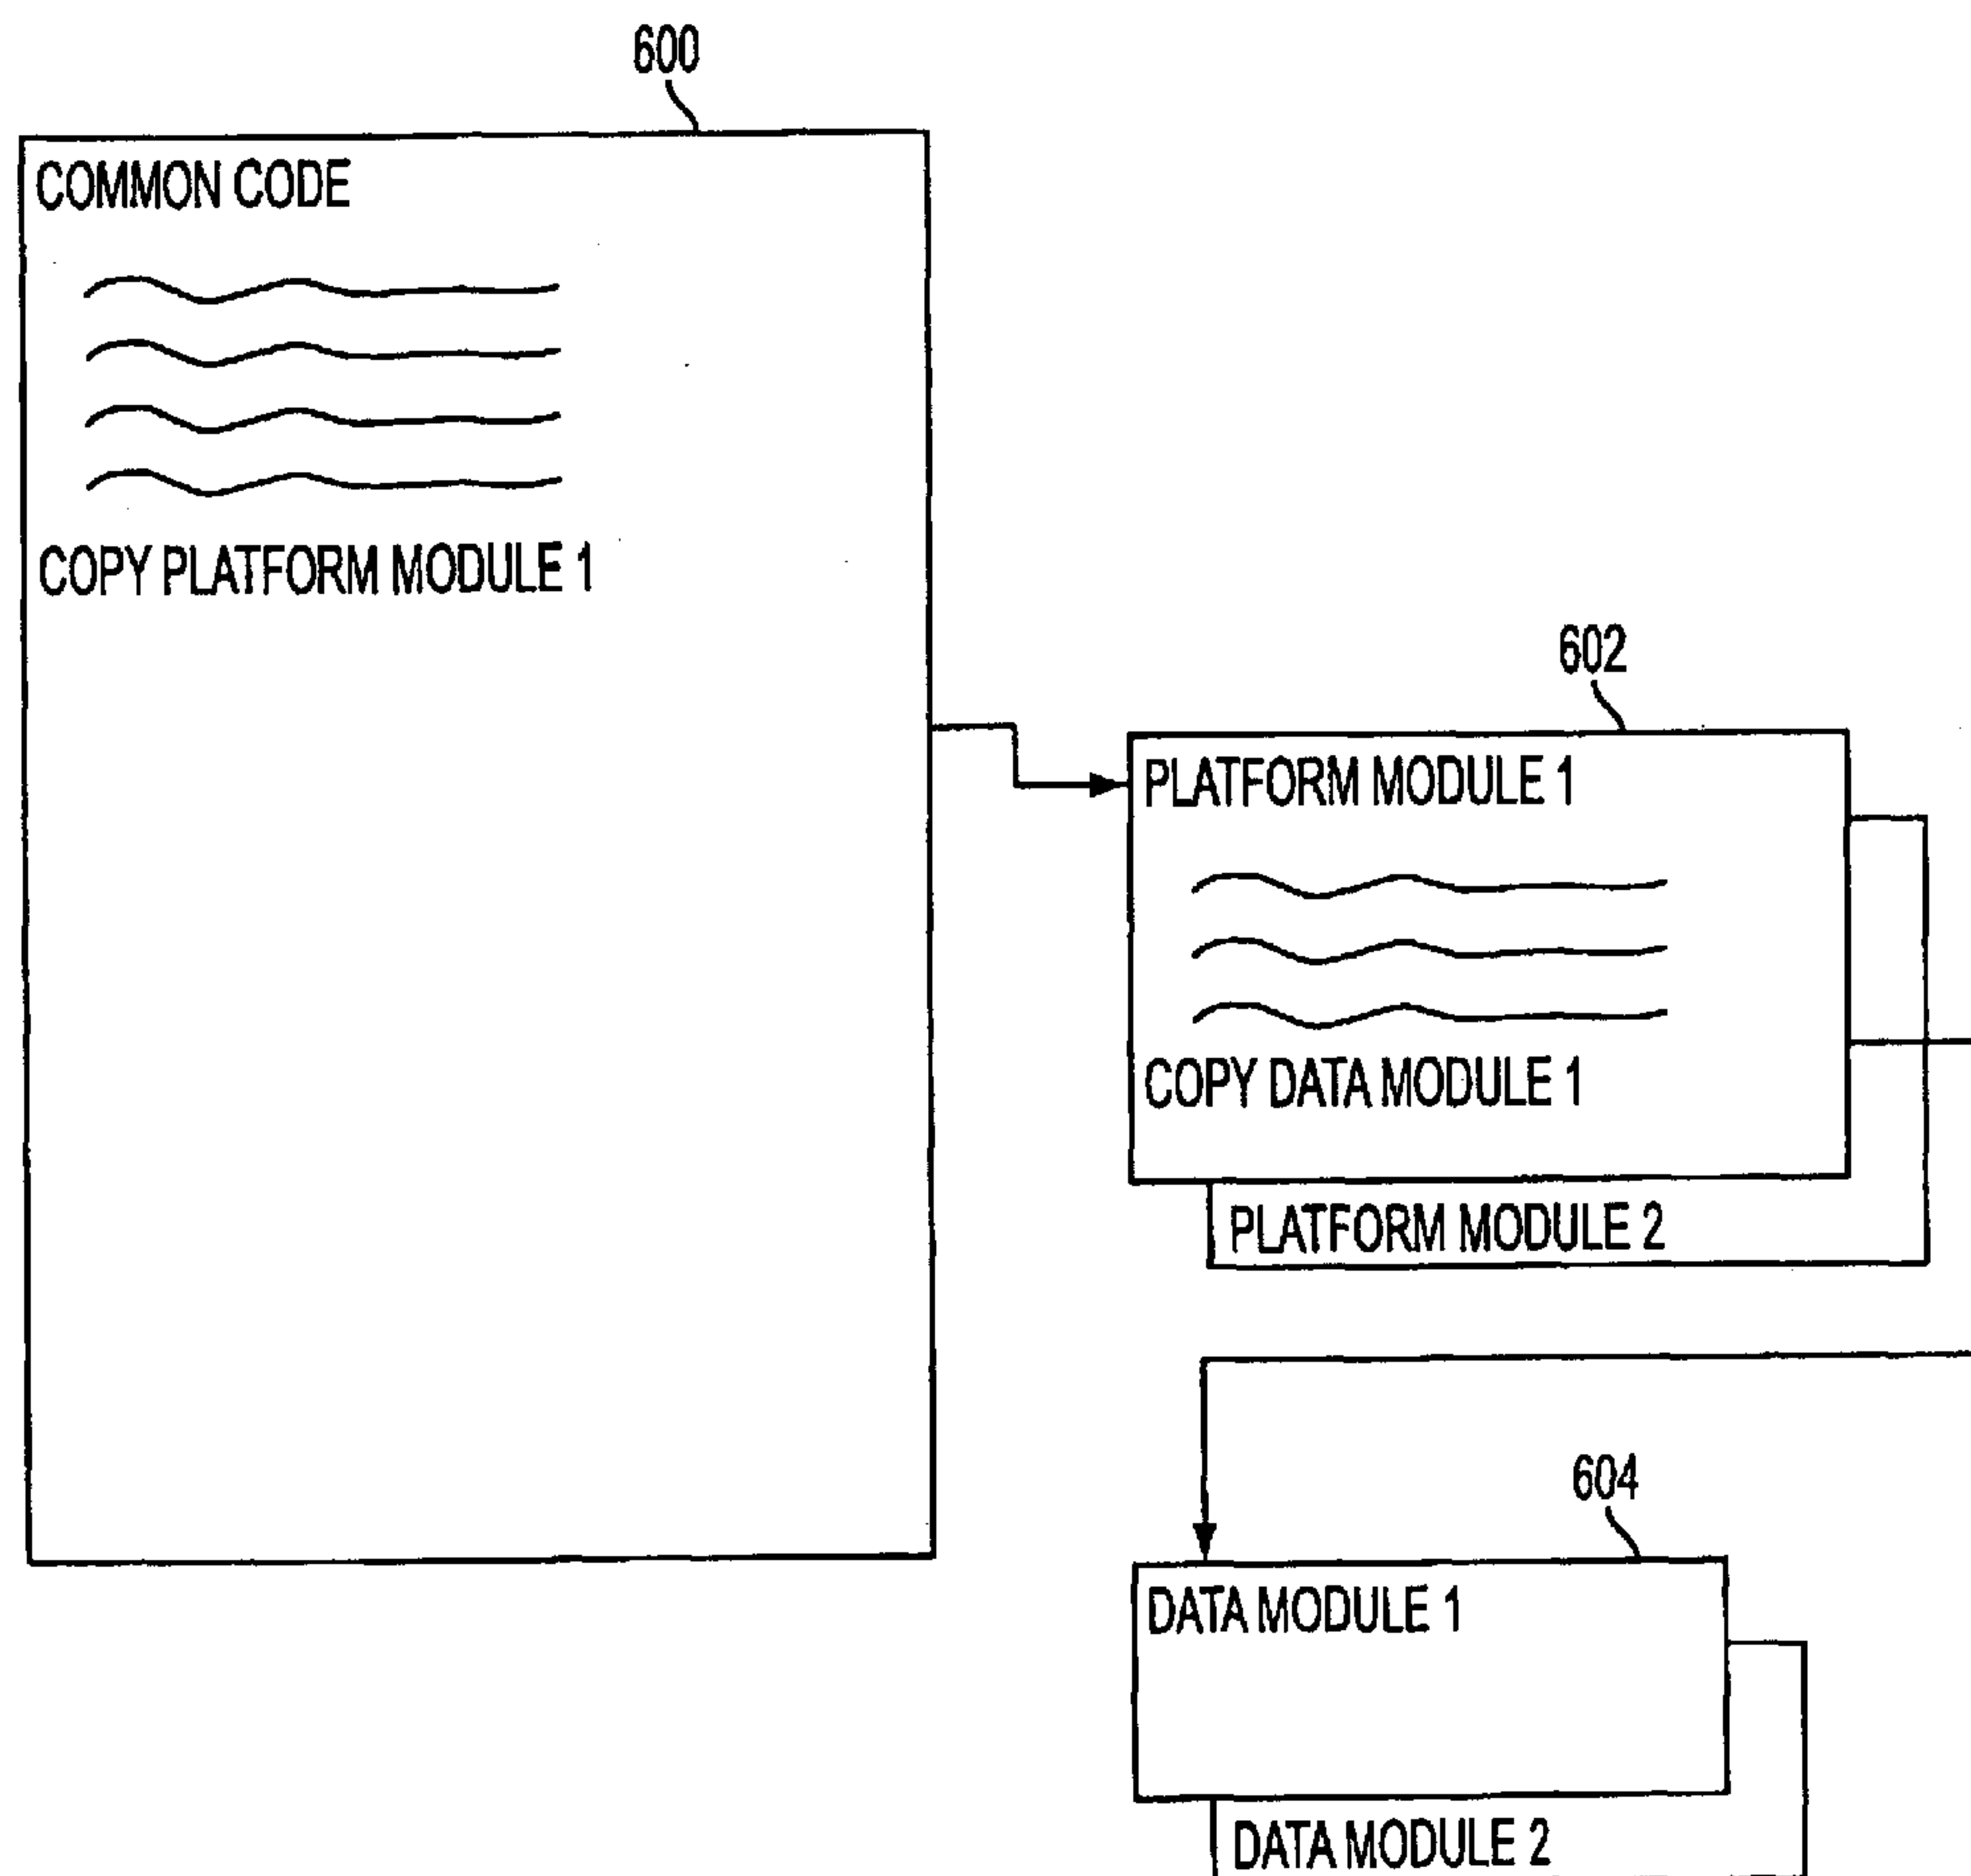 600
COMMON CODE
COPY PLATFORM MODULE 1
602
PLATFORM MODULE 1
COPY DATA MODULE 1
PLATFORM MODULE 2
604
DATA MODULE 1
DATA MODULE 2